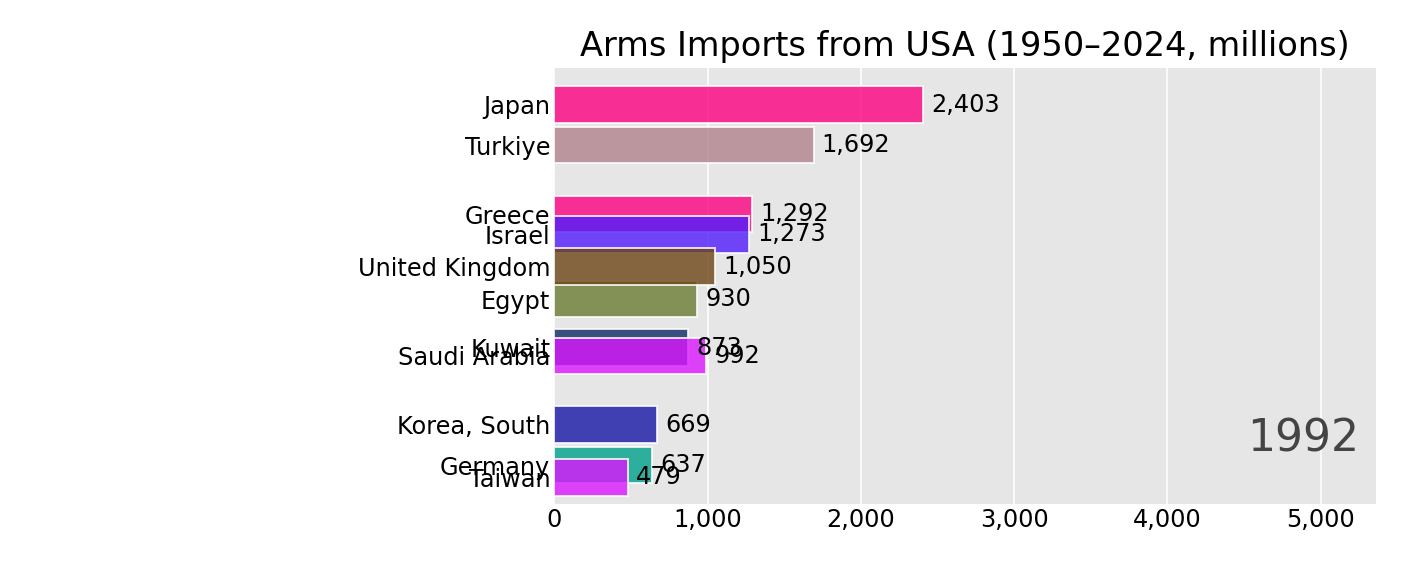 Arms Imports from USA (1950–2024, millions)
Japan 2,403
Turkiye 1,692
Greece 1,292
Israel 1,273
United Kingdom 1,050
Egypt 930
Kuwait 873
Saudi Arabia 992
Korea, South 669
1992
Germany 637
Taiwan 479
0 1,000 2,000 3,000 4,000 5,000